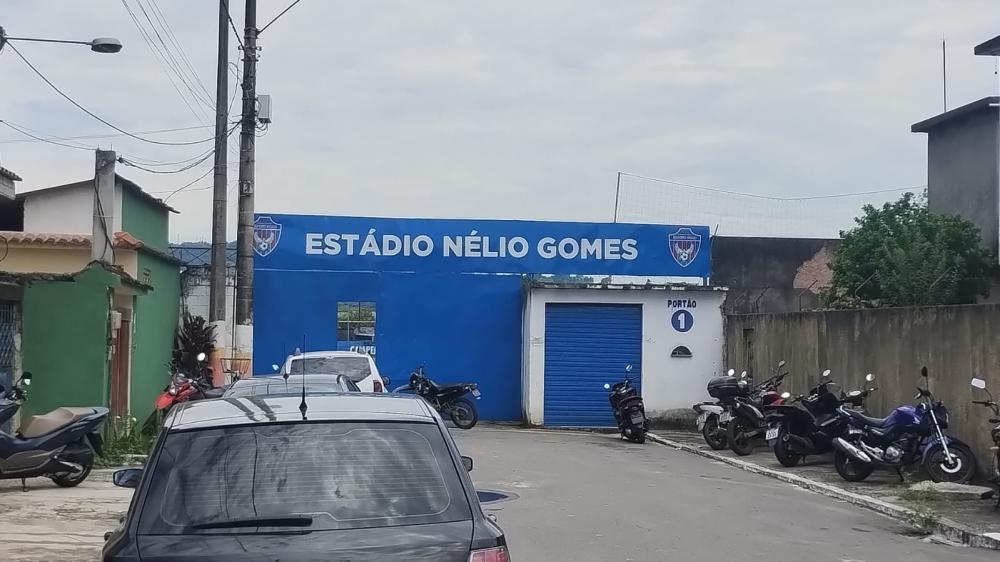 ESTÁDIO NÉLIO GOMES
PORTÃO
1